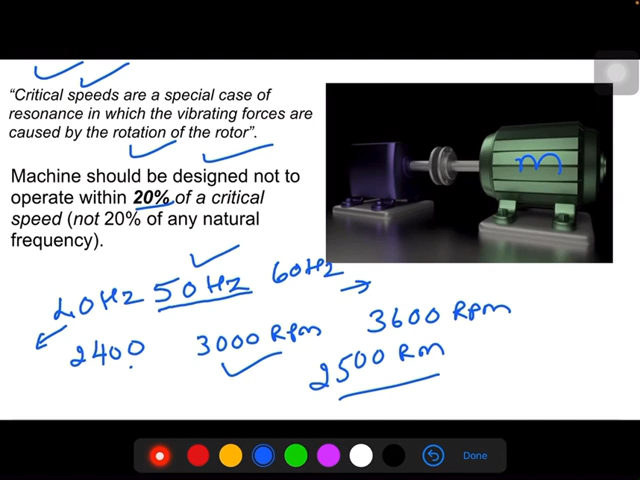 “Critical speeds are a special case of
resonance in which the vibrating forces are
caused by the rotation of the rotor”.
Machine should be designed not to
operate within 20% of a critical
speed (not 20% of any natural
frequency).
m
40Hz 50Hz 60Hz
2400 3000 Rpm 3600 Rpm
2500 Rm
Done